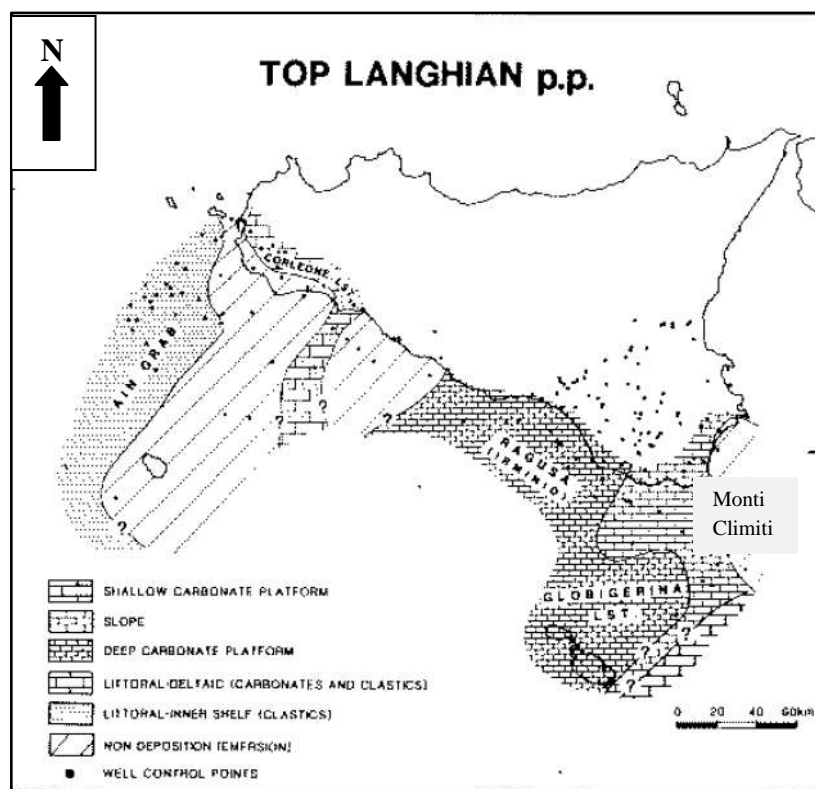 N
TOP LANGHIAN p.p.
CORLEONE LST.
AIN GRAB
?
?
?
?
RAGUSA
(IRMINIO)
Monti
Climiti
GLOBIGERINA
LST.
?
?
?
SHALLOW CARBONATE PLATFORM
SLOPE
DEEP CARBONATE PLATFORM
LITTORAL-DELTAIC (CARBONATES AND CLASTICS)
LITTORAL-INNER SHELF (CLASTICS)
NON DEPOSITION (EMERSION)
WELL CONTROL POINTS
0 20 40 60km